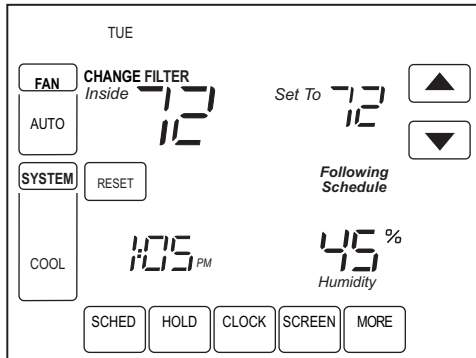 TUE
FAN
CHANGE FILTER
Inside 72
Set To 72
AUTO
SYSTEM
RESET
Following
Schedule
COOL
1:05 PM
45%
Humidity
SCHED HOLD CLOCK SCREEN MORE